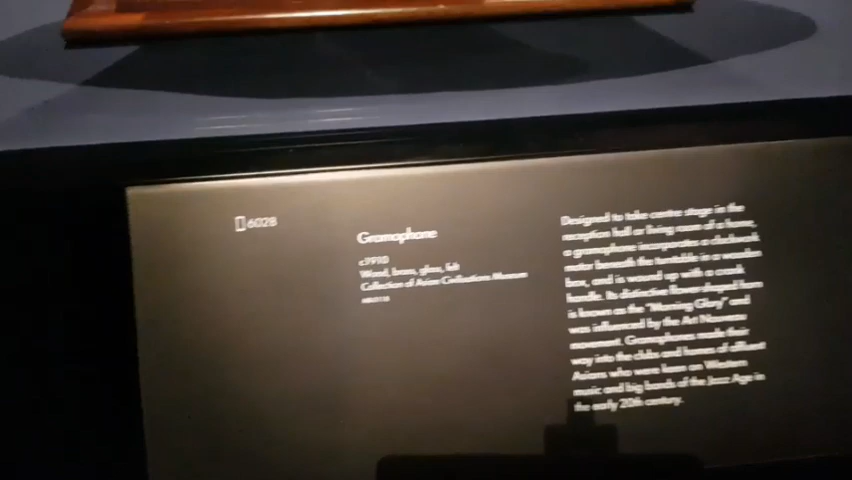 6028
Gramophone
c1910
Wood, brass, glass, felt
Collection of Asian Civilisations Museum
Designed to take centre stage in the
reception hall or living room of a home,
a gramophone incorporates a clockwork
motor beneath the turntable in a wooden
box, and is wound up with a crank
handle. Its distinctive flower-shaped horn
is known as the "Morning Glory" and
was influenced by the Art Nouveau
movement. Gramophones made their
way into the clubs and homes of affluent
Asians who were keen on Western
music and big bands of the Jazz Age in
the early 20th century.